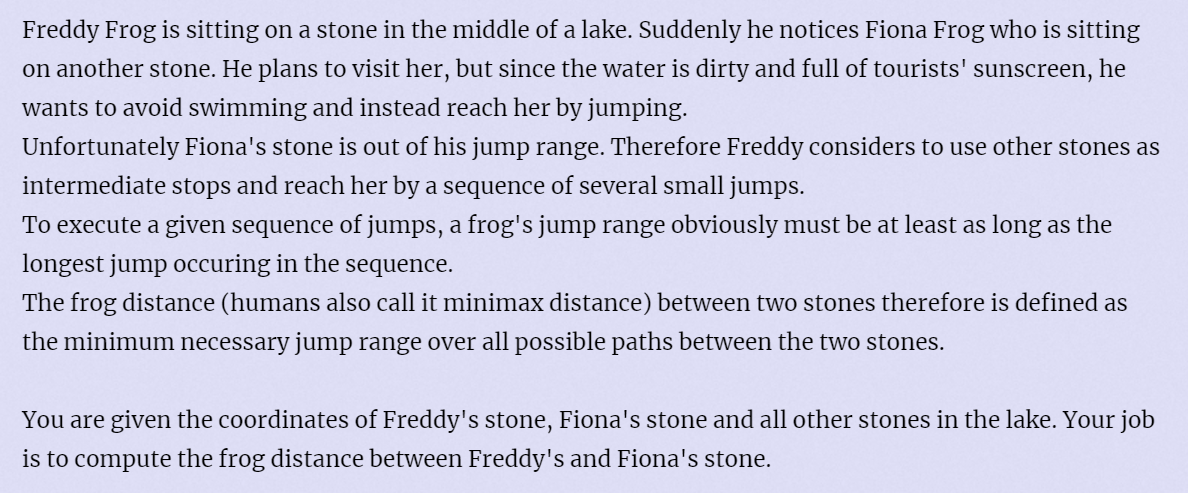 Freddy Frog is sitting on a stone in the middle of a lake. Suddenly he notices Fiona Frog who is sitting
on another stone. He plans to visit her, but since the water is dirty and full of tourists' sunscreen, he
wants to avoid swimming and instead reach her by jumping.
Unfortunately Fiona's stone is out of his jump range. Therefore Freddy considers to use other stones as
intermediate stops and reach her by a sequence of several small jumps.
To execute a given sequence of jumps, a frog's jump range obviously must be at least as long as the
longest jump occuring in the sequence.
The frog distance (humans also call it minimax distance) between two stones therefore is defined as
the minimum necessary jump range over all possible paths between the two stones.
You are given the coordinates of Freddy's stone, Fiona's stone and all other stones in the lake. Your job
is to compute the frog distance between Freddy's and Fiona's stone.